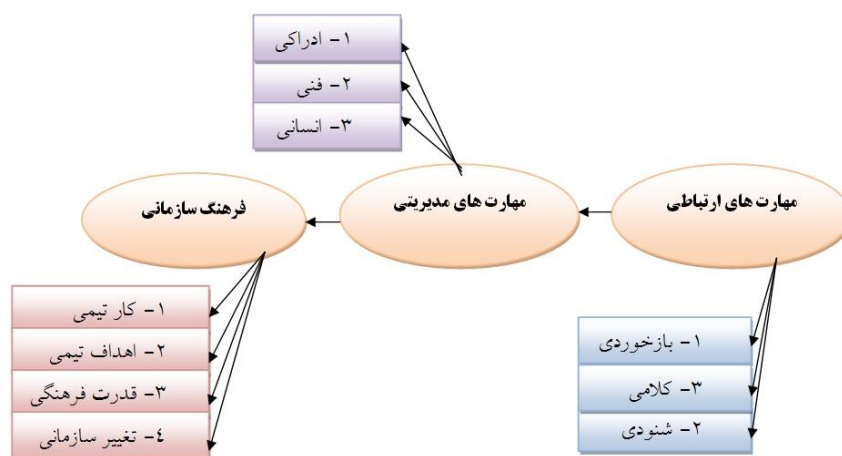 ۱- ادراکی
۲- فنی
۳- انسانی
مهارت های ارتباطی
مهارت های مدیریتی
فرهنگ سازمانی
۱- بازخوردی
۳- کلامی
۲- شنودی
۱- کار تیمی
۲- اهداف تیمی
۳- قدرت فرهنگی
٤- تغییر سازمانی